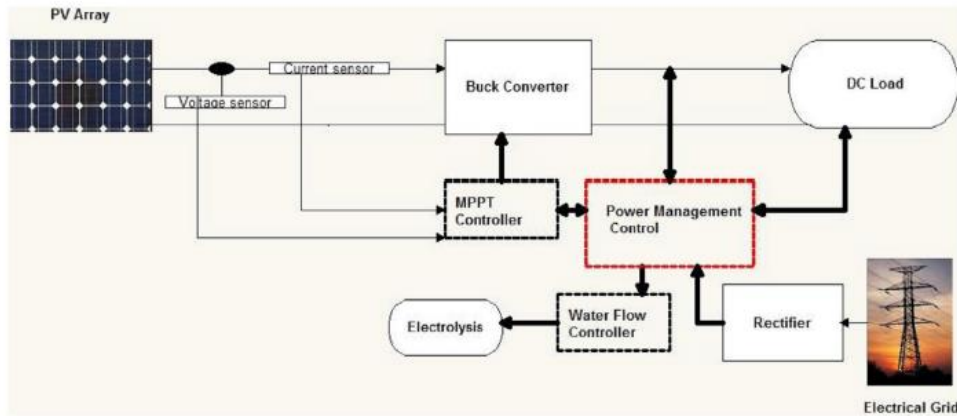 PV Array
Current sensor
Voltage sensor
Buck Converter
DC Load
MPPT
Controller
Power Management
Control
Electrolysis
Water Flow
Controller
Rectifier
Electrical Grid